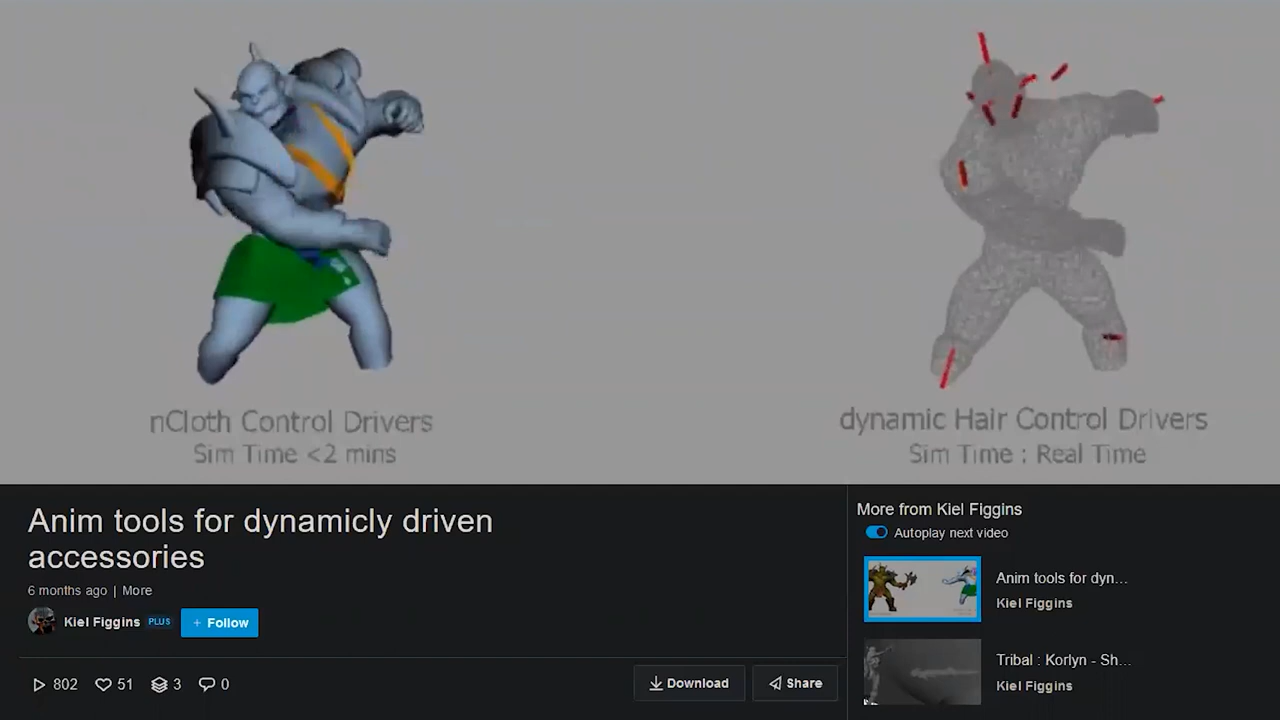 nCloth Control Drivers
Sim Time <2 mins
dynamic Hair Control Drivers
Sim Time : Real Time
Anim tools for dynamicly driven
accessories
6 months ago | More
Kiel Figgins PLUS + Follow
802 51 3 0
Download Share
More from Kiel Figgins
Autoplay next video
Anim tools for dyn...
Kiel Figgins
Tribal : Korlyn - Sh...
Kiel Figgins